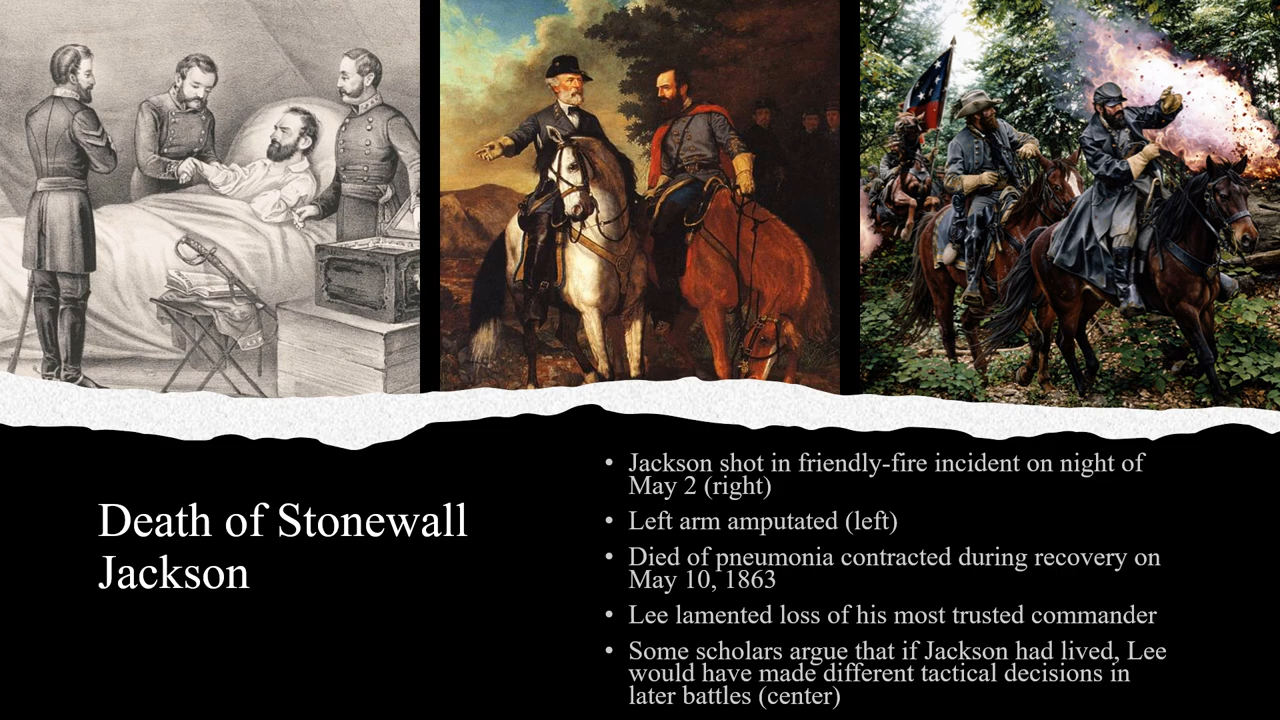 Death of Stonewall
Jackson
• Jackson shot in friendly-fire incident on night of
May 2 (right)
• Left arm amputated (left)
• Died of pneumonia contracted during recovery on
May 10, 1863
• Lee lamented loss of his most trusted commander
• Some scholars argue that if Jackson had lived, Lee
would have made different tactical decisions in
later battles (center)